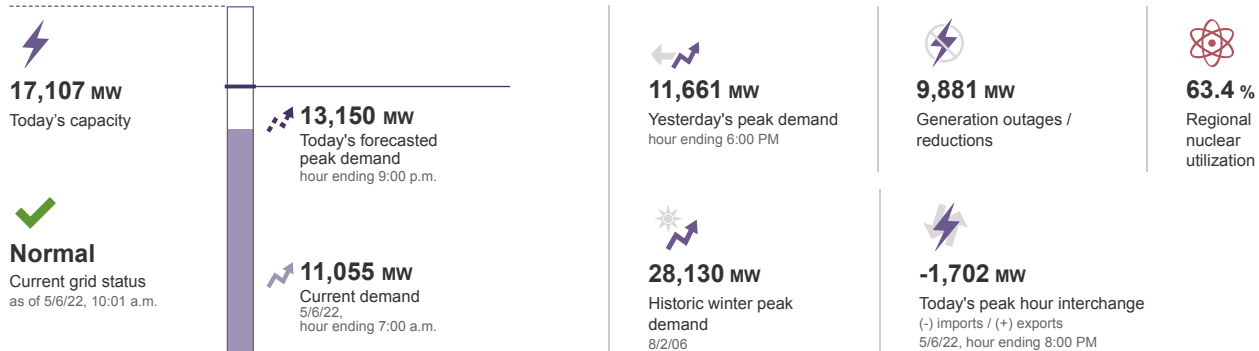 17,107 MW
Today's capacity
Normal
Current grid status
as of 5/6/22, 10:01 a.m.
13,150 MW
Today's forecasted
peak demand
hour ending 9:00 p.m.
11,055 MW
Current demand
5/6/22,
hour ending 7:00 a.m.
11,661 MW
Yesterday's peak demand
hour ending 6:00 PM
9,881 MW
Generation outages /
reductions
63.4 %
Regional
nuclear
utilization
28,130 MW
Historic winter peak
demand
8/2/06
-1,702 MW
Today's peak hour interchange
(-) imports / (+) exports
5/6/22, hour ending 8:00 PM